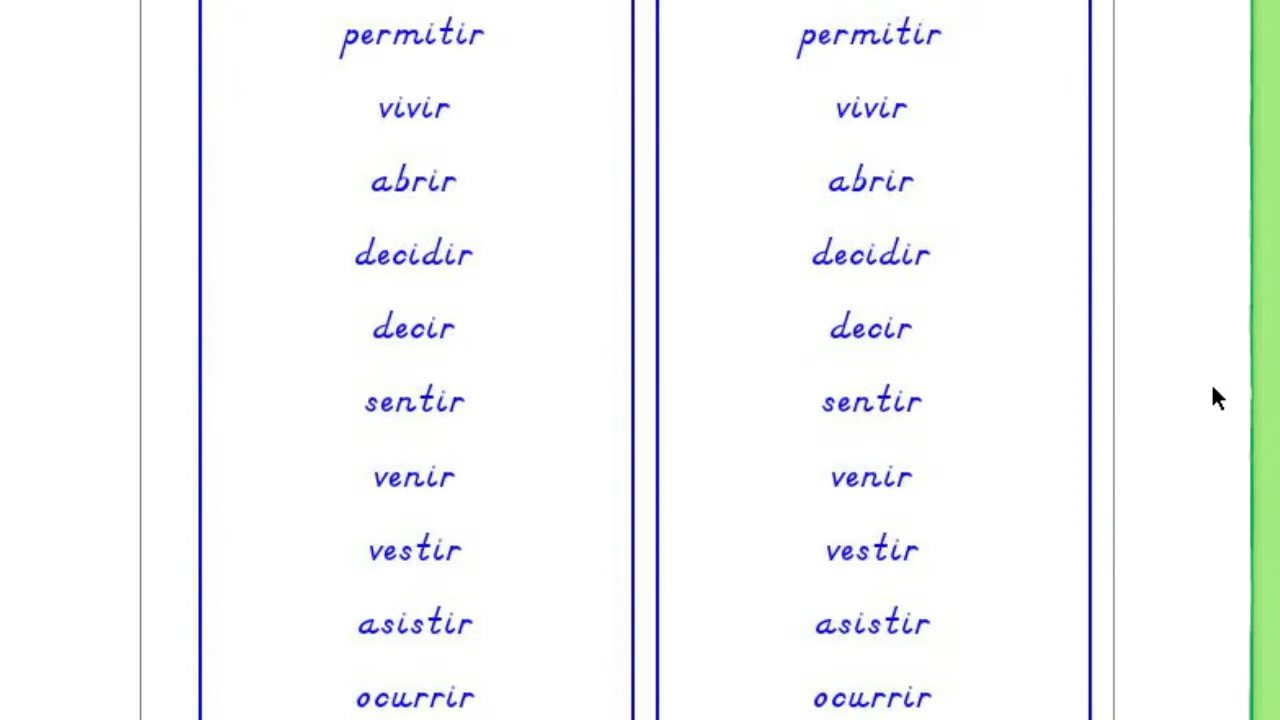 permitir permitir
vivir vivir
abrir abrir
decidir decidir
decir decir
sentir sentir
venir venir
vestir vestir
asistir asistir
ocurrir ocurrir